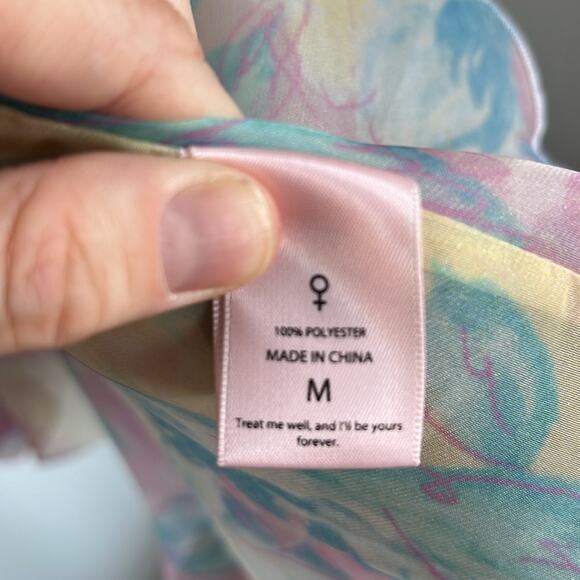 ♀
100% POLYESTER
MADE IN CHINA
M
Treat me well, and I'll be yours
forever.